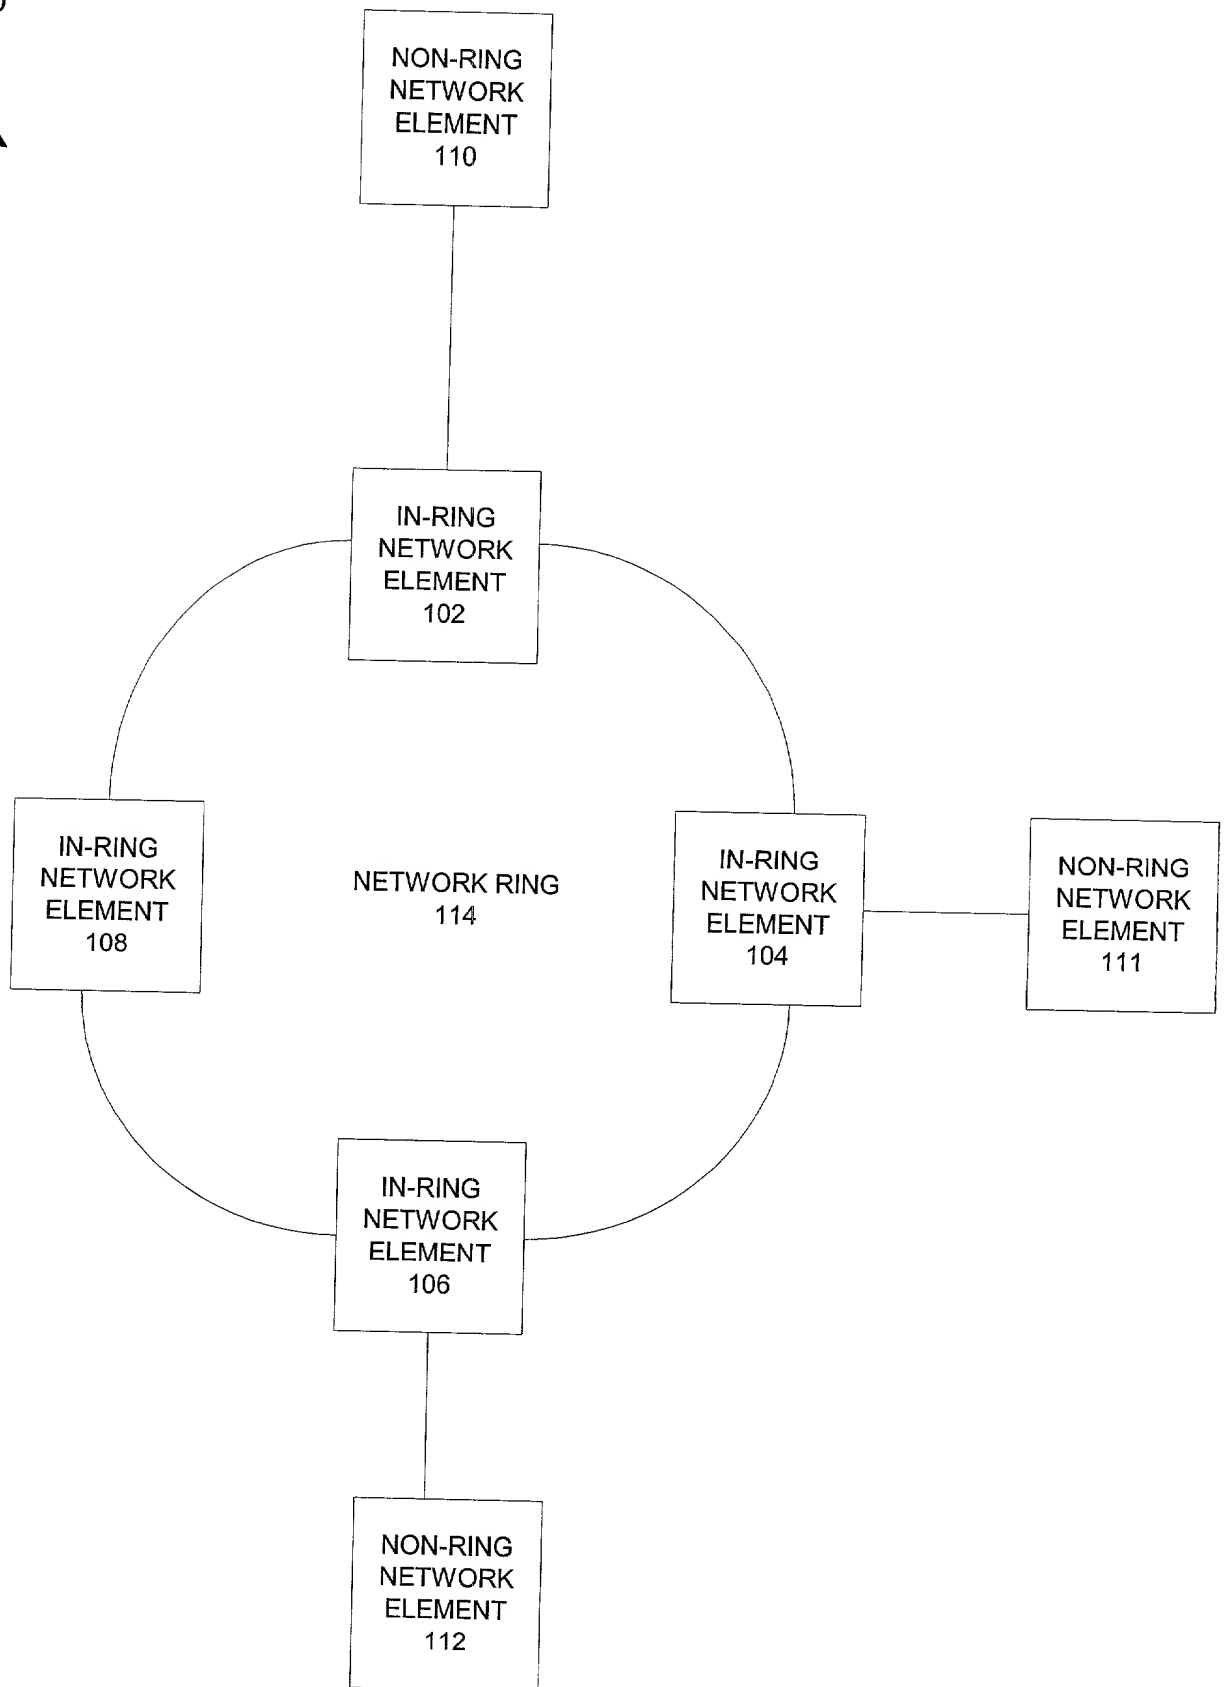 NON-RING
NETWORK
ELEMENT
110
IN-RING
NETWORK
ELEMENT
102
IN-RING
NETWORK
ELEMENT
108
NETWORK RING
114
IN-RING
NETWORK
ELEMENT
104
NON-RING
NETWORK
ELEMENT
111
IN-RING
NETWORK
ELEMENT
106
NON-RING
NETWORK
ELEMENT
112